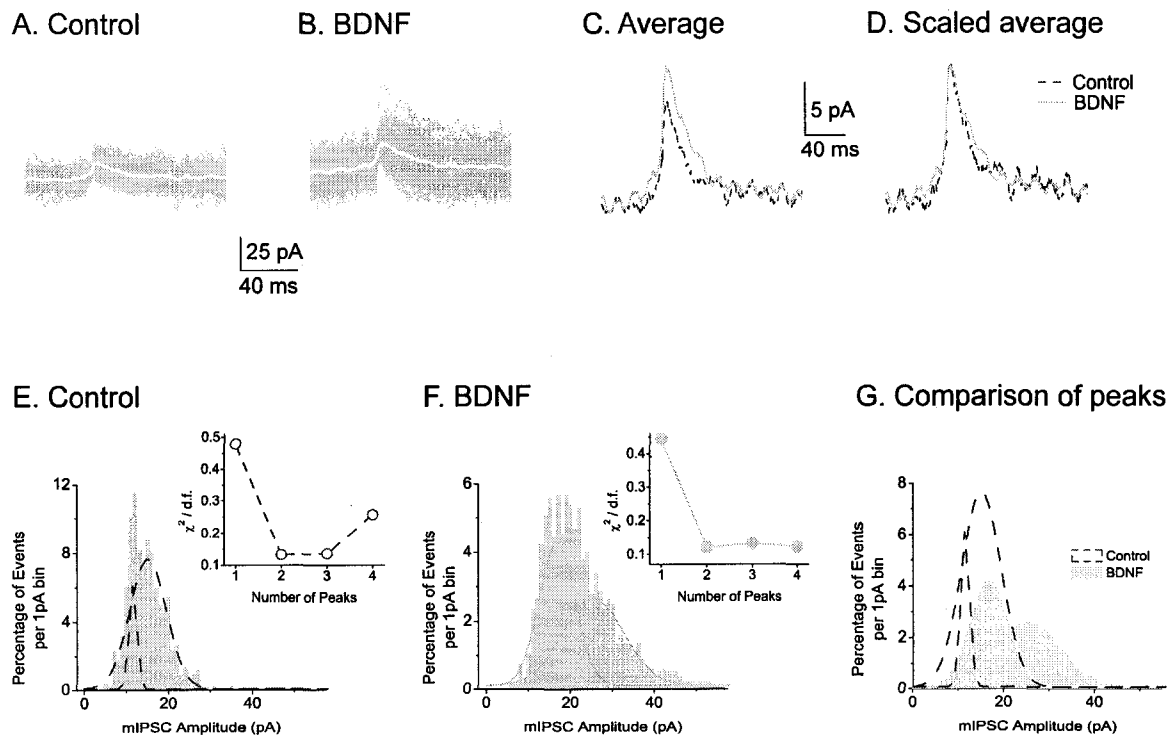 A. Control
B. BDNF
C. Average
D. Scaled average
5 pA
40 ms
Control
BDNF
25 pA
40 ms
E. Control
F. BDNF
G. Comparison of peaks
Percentage of Events
per 1pA bin
12
8
4
0
0
20
40
mIPSC Amplitude (pA)
χ² / d.f.
0.5
0.4
0.3
0.2
0.1
1
2
3
4
Number of Peaks
Percentage of Events
per 1pA bin
6
4
2
0
0
20
40
mIPSC Amplitude (pA)
χ² / d.f.
0.4
0.3
0.2
0.1
1
2
3
4
Number of Peaks
Percentage of Events
per 1pA bin
8
6
4
2
0
0
20
40
mIPSC Amplitude (pA)
Control
BDNF